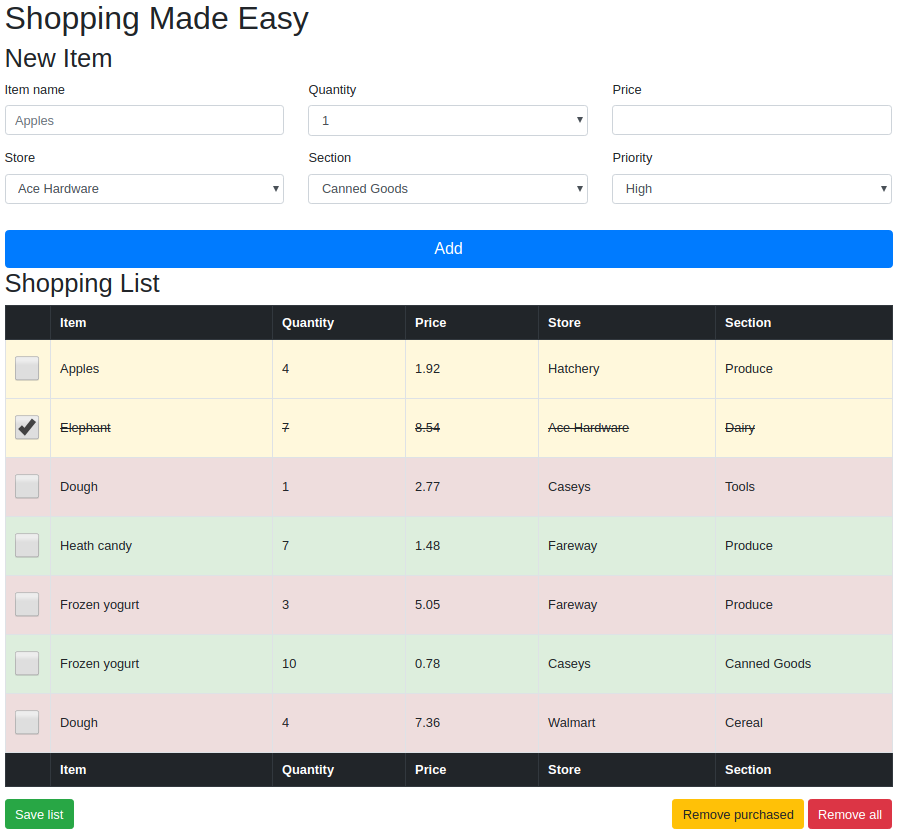 Shopping Made Easy
New Item
Item name Quantity Price
Apples 1
Store Section Priority
Ace Hardware Canned Goods High
Add
Shopping List
Item Quantity Price Store Section
Apples 4 1.92 Hatchery Produce
Elephant 7 8.54 Ace Hardware Dairy
Dough 1 2.77 Caseys Tools
Heath candy 7 1.48 Fareway Produce
Frozen yogurt 3 5.05 Fareway Produce
Frozen yogurt 10 0.78 Caseys Canned Goods
Dough 4 7.36 Walmart Cereal
Item Quantity Price Store Section
Save list Remove purchased Remove all